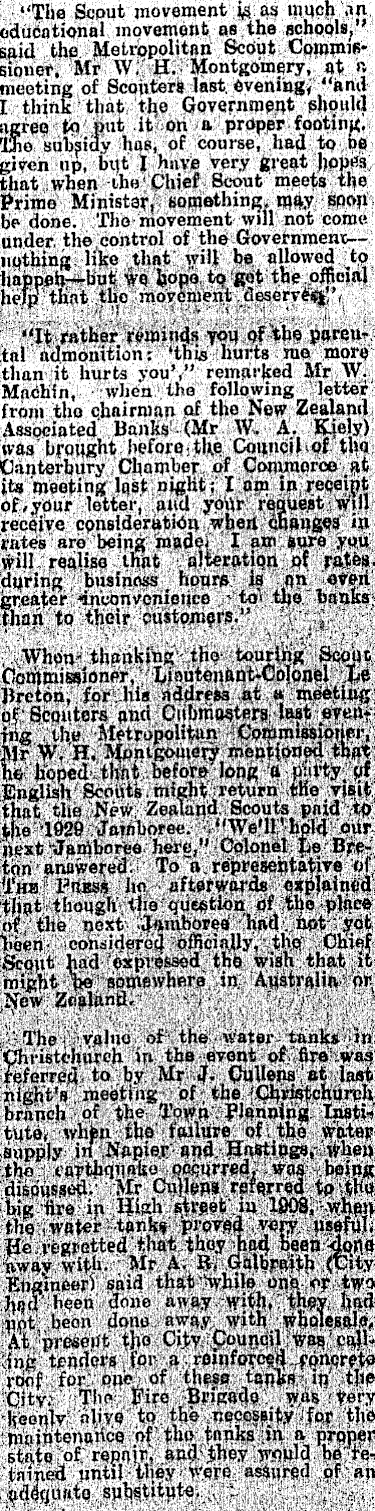 "The Scout movement is as much an
educational movement as the schools,"
said the Metropolitan Scout Commis-
sioner, Mr W. H. Montgomery, at a
meeting of Scouters last evening, "and
I think that the Government should
agree to put it on a proper footing.
The subsidy has, of course, had to be
given up, but I have very great hopes
that when the Chief Scout meets the
Prime Minister, something may soon
be done. The movement will not come
under the control of the Government—
nothing like that will be allowed to
happen—but we hope to get the official
help that the movement deserves."
"It rather reminds you of the paren-
tal admonition: 'this hurts me more
than it hurts you'," remarked Mr W.
Machin, when the following letter
from the chairman of the New Zealand
Associated Banks (Mr W. A. Kiely)
was brought before the Council of the
Canterbury Chamber of Commerce at
its meeting last night: I am in receipt
of your letter, and your request will
receive consideration when changes in
rates are being made. I am sure you
will realise that alteration of rates
during business hours is an even
greater inconvenience to the banks
than to their customers."
When thanking the touring Scout
Commissioner, Lieutenant-Colonel Le
Breton, for his address at a meeting
of Scouters and Cubmasters last even-
ing the Metropolitan Commissioner,
Mr W. H. Montgomery mentioned that
he hoped that before long a party of
English Scouts might return the visit
that the New Zealand Scouts paid to
the 1929 Jamboree. "We'll hold our
next Jamboree here," Colonel Le Bre-
ton answered. To a representative of
THE PRESS he afterwards explained
that though the question of the place
of the next Jamboree had not yet
been considered officially, the Chief
Scout had expressed the wish that it
might be somewhere in Australia or
New Zealand.
The value of the water tanks in
Christchurch in the event of fire was
referred to by Mr J. Cullens at last
night's meeting of the Christchurch
branch of the Town Planning Insti-
tute, when the failure of the water
supply in Napier and Hastings, when
the earthquake occurred, was being
discussed. Mr Cullens referred to the
big fire in High street in 1908, when
the water tanks proved very useful.
He regretted that they had been done
away with. Mr A. R. Galbraith (City
Engineer) said that while one or two
had been done away with, they had
not been done away with wholesale.
At present the City Council was call-
ing tenders for a reinforced concrete
roof for one of these tanks in the
City. The Fire Brigade was very
keenly alive to the necessity for the
maintenance of the tanks in a proper
state of repair, and they would be re-
tained until they were assured of an
adequate substitute.